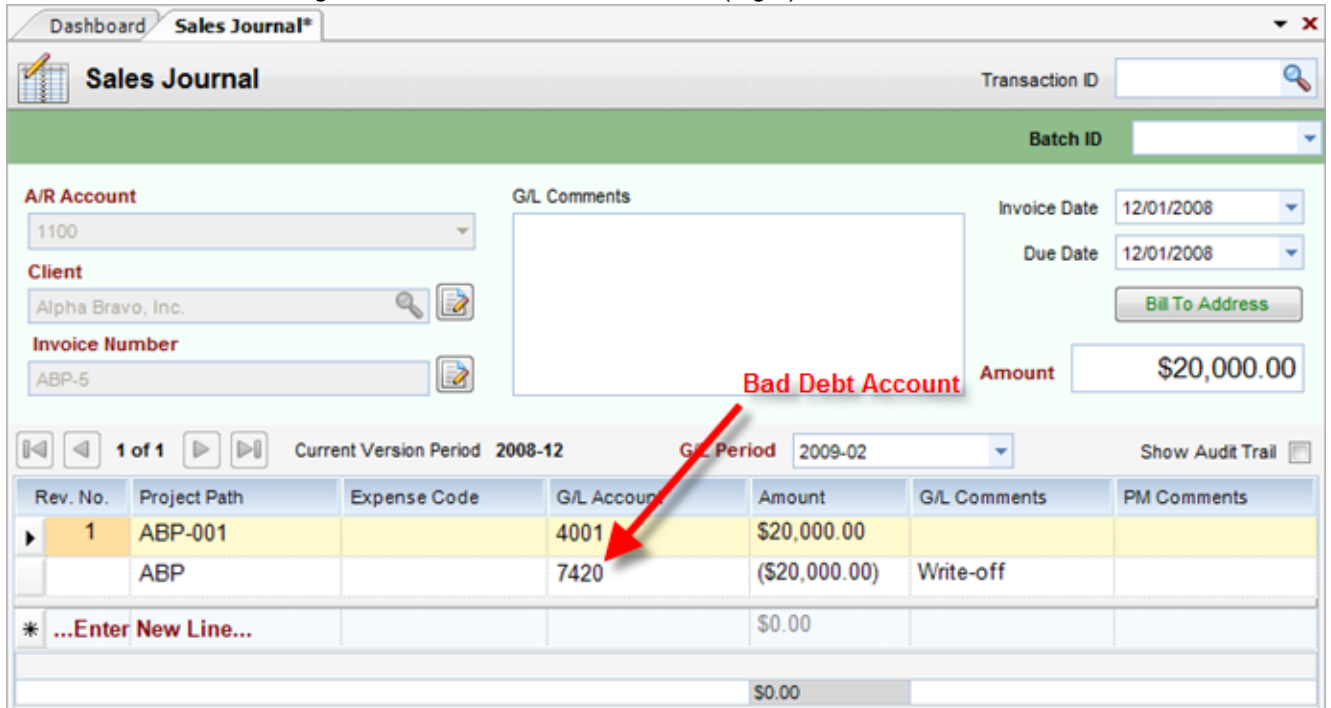 Dashboard Sales Journal*
Sales Journal Transaction ID
Batch ID
A/R Account G/L Comments Invoice Date 12/01/2008
1100
Due Date 12/01/2008
Client
Alpha Bravo, Inc. Bill To Address
Invoice Number
ABP-5 Bad Debt Account Amount $20,000.00
1 of 1 Current Version Period 2008-12 G/L Period 2009-02 Show Audit Trail
Rev. No. Project Path Expense Code G/L Account Amount G/L Comments PM Comments
1 ABP-001 4001 $20,000.00
ABP 7420 ($20,000.00) Write-off
* ...Enter New Line... $0.00
$0.00